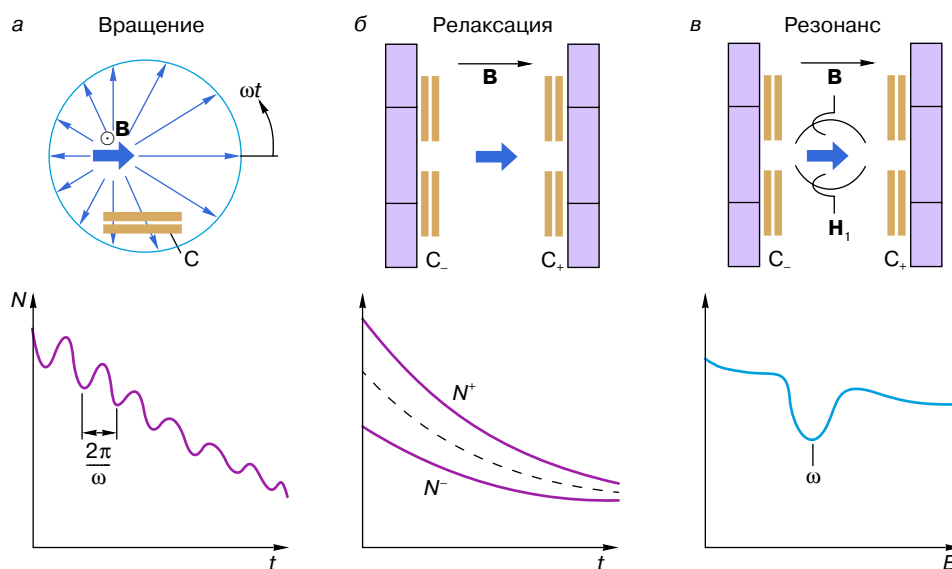 а Вращение
ωt
B
C
N
2π
ω
t
б Релаксация
B
C₋ C₊
N⁺
N⁻
t
в Резонанс
B
H₁
C₋ C₊
ω
B